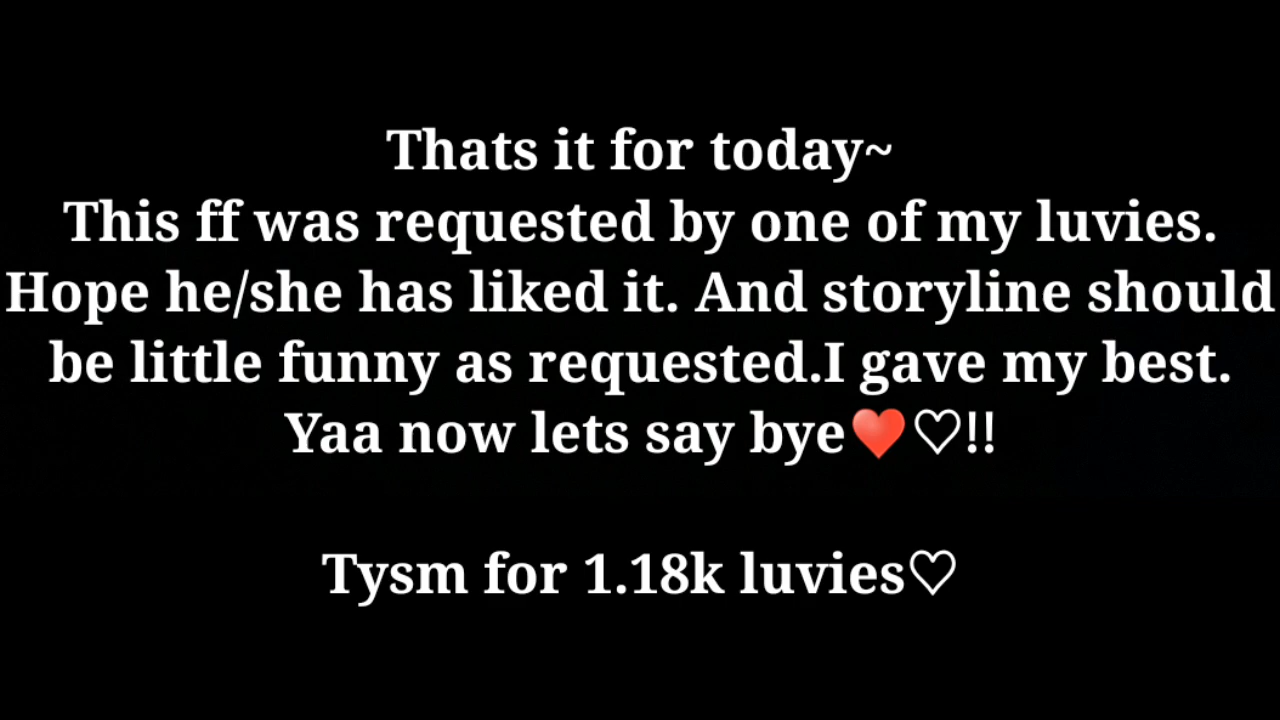 Thats it for today~
This ff was requested by one of my luvies.
Hope he/she has liked it. And storyline should
be little funny as requested.I gave my best.
Yaa now lets say bye♥️♡!!
Tysm for 1.18k luvies♡